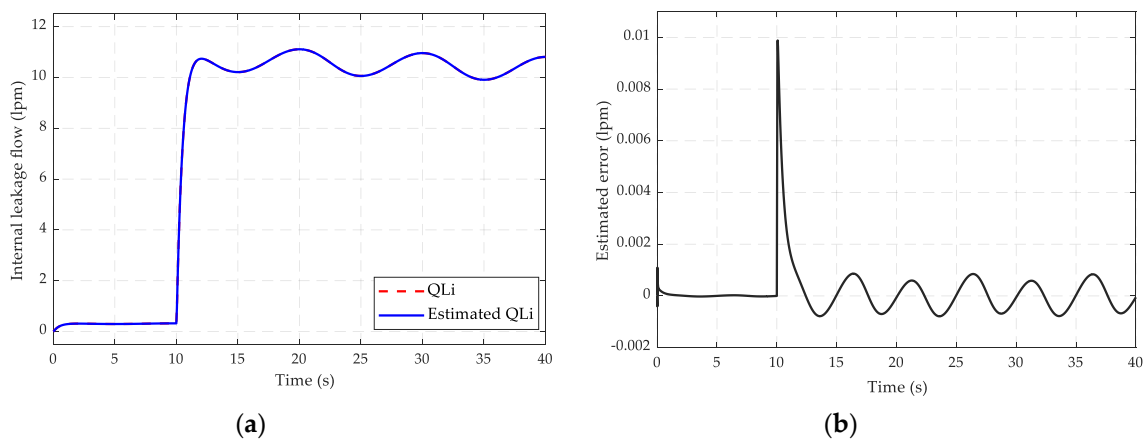 Internal leakage flow (lpm)
12
10
8
6
4
2
0
0 5 10 15 20 25 30 35 40
Time (s)
QLi
Estimated QLi
(a)
Estimated error (lpm)
0.01
0.008
0.006
0.004
0.002
0
-0.002
0 5 10 15 20 25 30 35 40
Time (s)
(b)